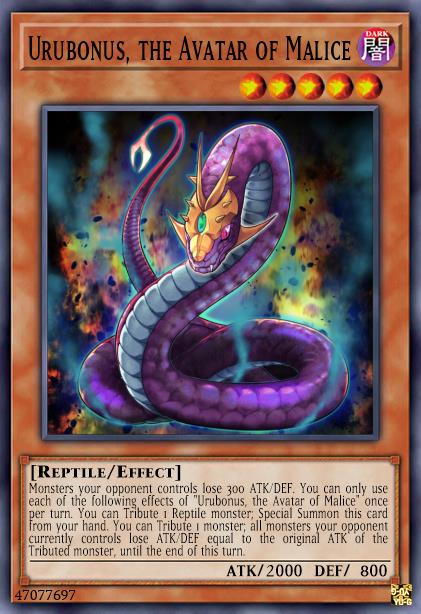 Urubonus, the Avatar of Malice
DARK
闇
[Reptile/Effect]
Monsters your opponent controls lose 300 ATK/DEF. You can only use
each of the following effects of "Urubonus, the Avatar of Malice" once
per turn. You can Tribute 1 Reptile monster; Special Summon this card
from your hand. You can Tribute 1 monster; all monsters your opponent
currently controls lose ATK/DEF equal to the original ATK of the
Tributed monster, until the end of this turn.
ATK/2000 DEF/ 800
47077697